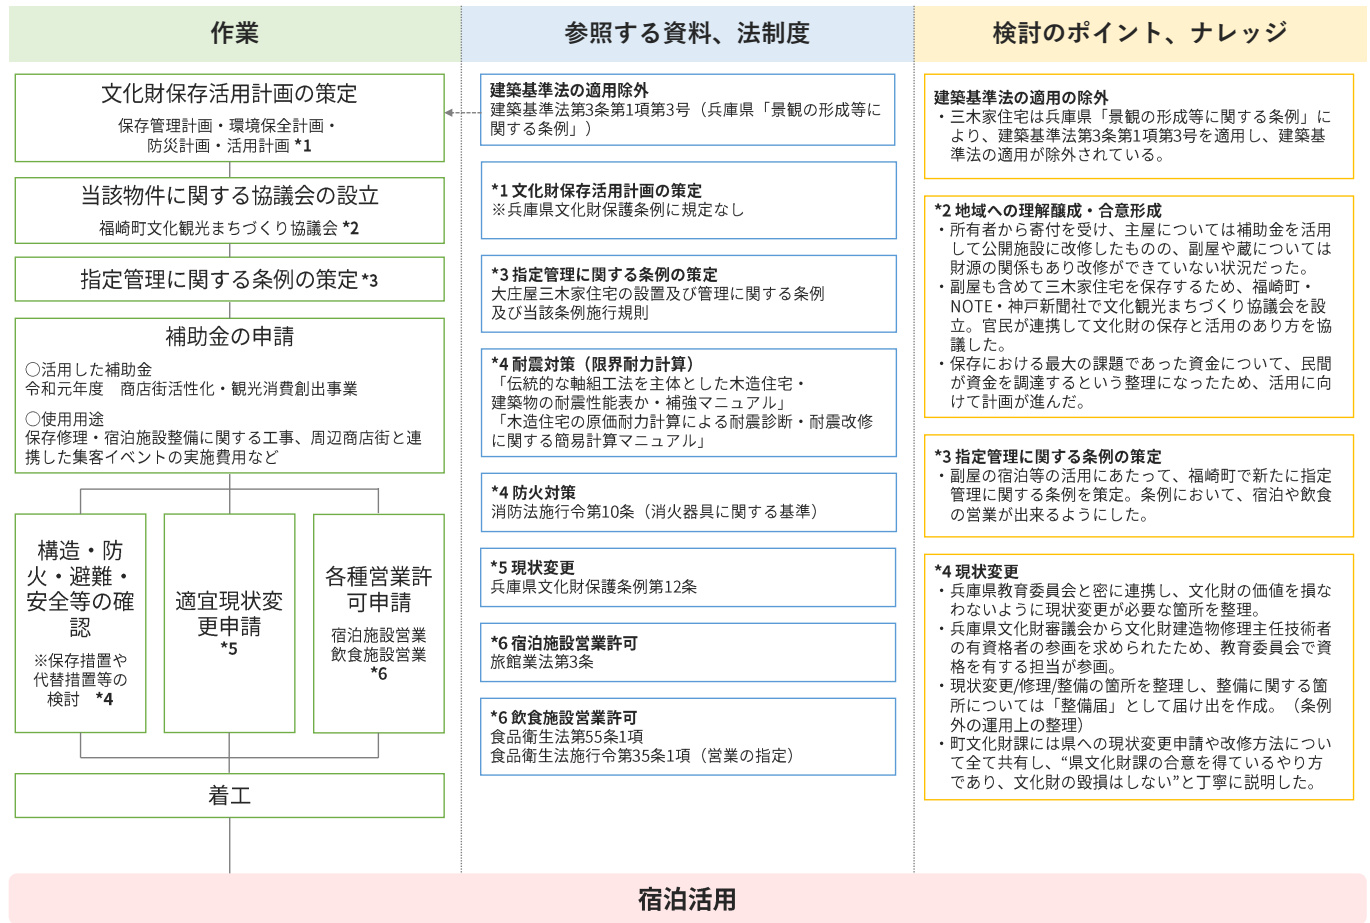 作業
文化財保存活用計画の策定
保存管理計画・環境保全計画・
防災計画・活用計画 *1
当該物件に関する協議会の設立
福崎町文化観光まちづくり協議会 *2
指定管理に関する条例の策定 *3
補助金の申請
〇活用した補助金
令和元年度　商店街活性化・観光消費創出事業
〇使用用途
保存修理・宿泊施設整備に関する工事、周辺商店街と連
携した集客イベントの実施費用など
構造・防
火・避難・
安全等の確
認
※保存措置や
代替措置等の
検討　*4
適宜現状変
更申請
*5
各種営業許
可申請
宿泊施設営業
飲食施設営業
*6
着工
参照する資料、法制度
建築基準法の適用除外
建築基準法第3条第1項第3号（兵庫県「景観の形成等に
関する条例」）
*1 文化財保存活用計画の策定
※兵庫県文化財保護条例に規定なし
*3 指定管理に関する条例の策定
大庄屋三木家住宅の設置及び管理に関する条例
及び当該条例施行規則
*4 耐震対策（限界耐力計算）
「伝統的な軸組工法を主体とした木造住宅・
建築物の耐震性能表か・補強マニュアル」
「木造住宅の原価耐力計算による耐震診断・耐震改修
に関する簡易計算マニュアル」
*4 防火対策
消防法施行令第10条（消火器具に関する基準）
*5 現状変更
兵庫県文化財保護条例第12条
*6 宿泊施設営業許可
旅館業法第3条
*6 飲食施設営業許可
食品衛生法第55条1項
食品衛生法施行令第35条1項（営業の指定）
検討のポイント、ナレッジ
建築基準法の適用の除外
・三木家住宅は兵庫県「景観の形成等に関する条例」に
より、建築基準法第3条第1項第3号を適用し、建築基
準法の適用が除外されている。
*2 地域への理解醸成・合意形成
・所有者から寄付を受け、主屋については補助金を活用
して公開施設に改修したものの、副屋や蔵については
財源の関係もあり改修ができていない状況だった。
・副屋も含めて三木家住宅を保存するため、福崎町・
NOTE・神戸新聞社で文化観光まちづくり協議会を設
立。官民が連携して文化財の保存と活用のあり方を協
議した。
・保存における最大の課題であった資金について、民間
が資金を調達するという整理になったため、活用に向
けて計画が進んだ。
*3 指定管理に関する条例の策定
・副屋の宿泊等の活用にあたって、福崎町で新たに指定
管理に関する条例を策定。条例において、宿泊や飲食
の営業が出来るようにした。
*4 現状変更
・兵庫県教育委員会と密に連携し、文化財の価値を損な
わないように現状変更が必要な箇所を整理。
・兵庫県文化財審議会から文化財建造物修理主任技術者
の有資格者の参画を求められたため、教育委員会で資
格を有する担当が参画。
・現状変更/修理/整備の箇所を整理し、整備に関する箇
所については「整備届」として届け出を作成。（条例
外の運用上の整理）
・町文化財課には県への現状変更申請や改修方法につい
て全て共有し、“県文化財課の合意を得ているやり方
であり、文化財の毀損はしない”と丁寧に説明した。
宿泊活用